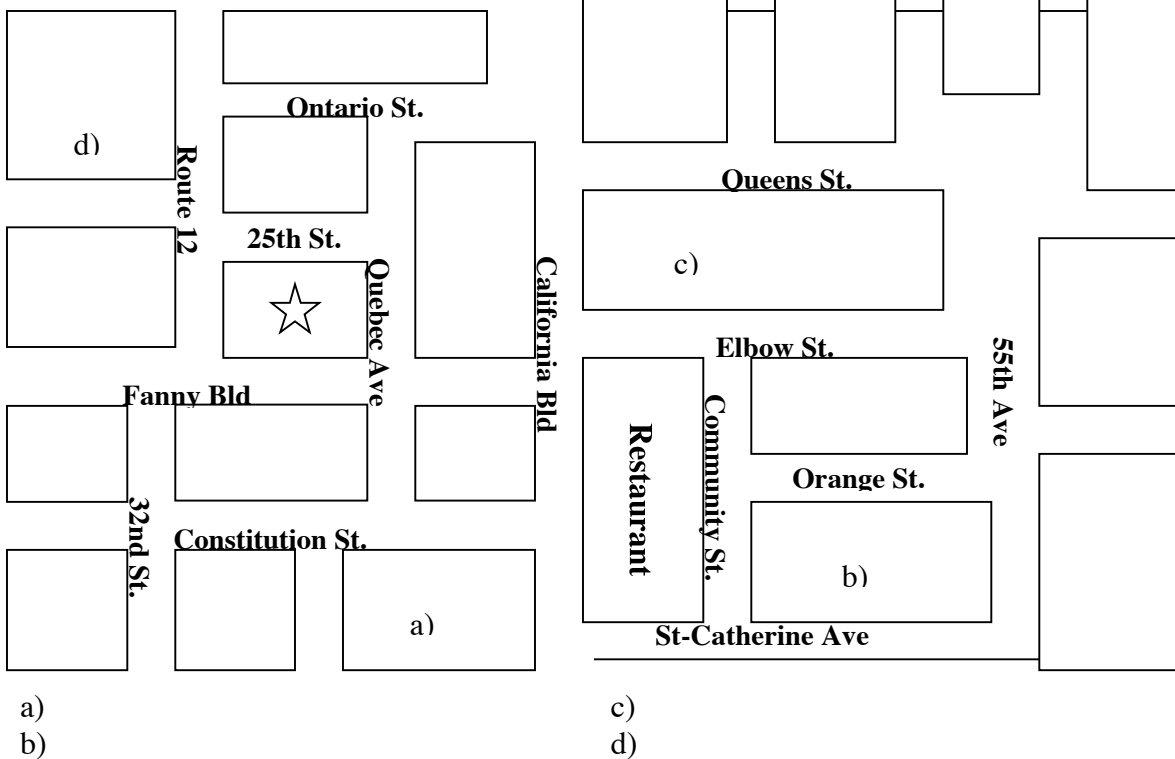 Ontario St.
d)
Route 12
25th St.
Quebec Ave
California Bld
Fanny Bld
32nd St.
Constitution St.
a)
Queens St.
c)
Elbow St.
55th Ave
Community St.
Restaurant
Orange St.
b)
St-Catherine Ave
a)
b)
c)
d)